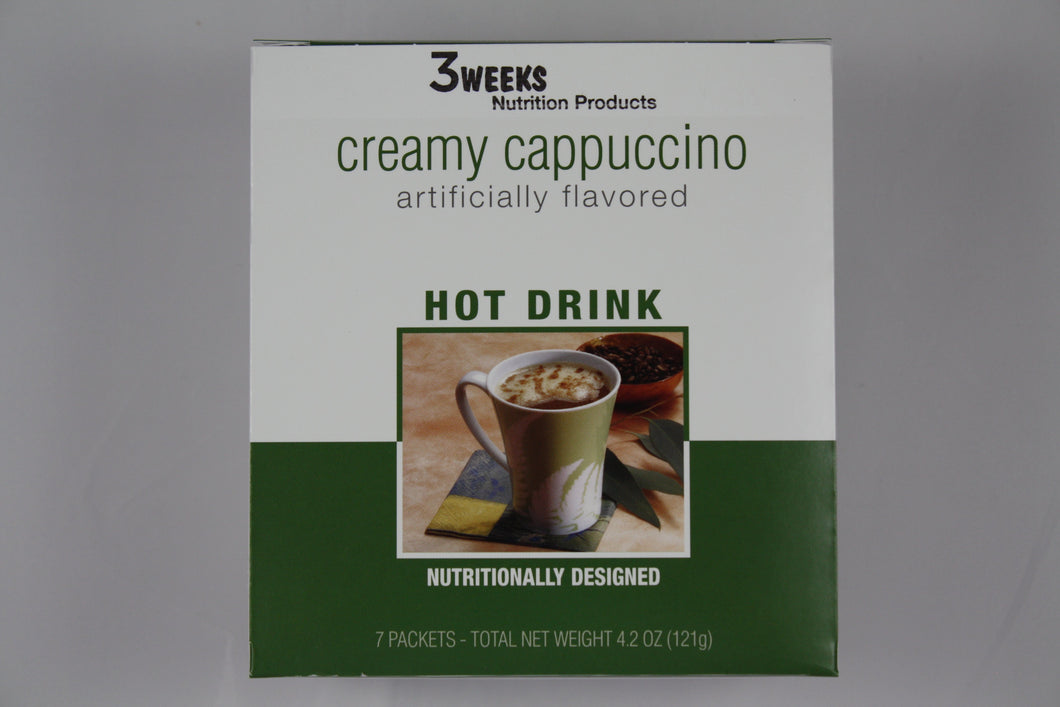 3WEEKS
Nutrition Products
creamy cappuccino
artificially flavored
HOT DRINK
NUTRITIONALLY DESIGNED
7 PACKETS - TOTAL NET WEIGHT 4.2 OZ (121g)